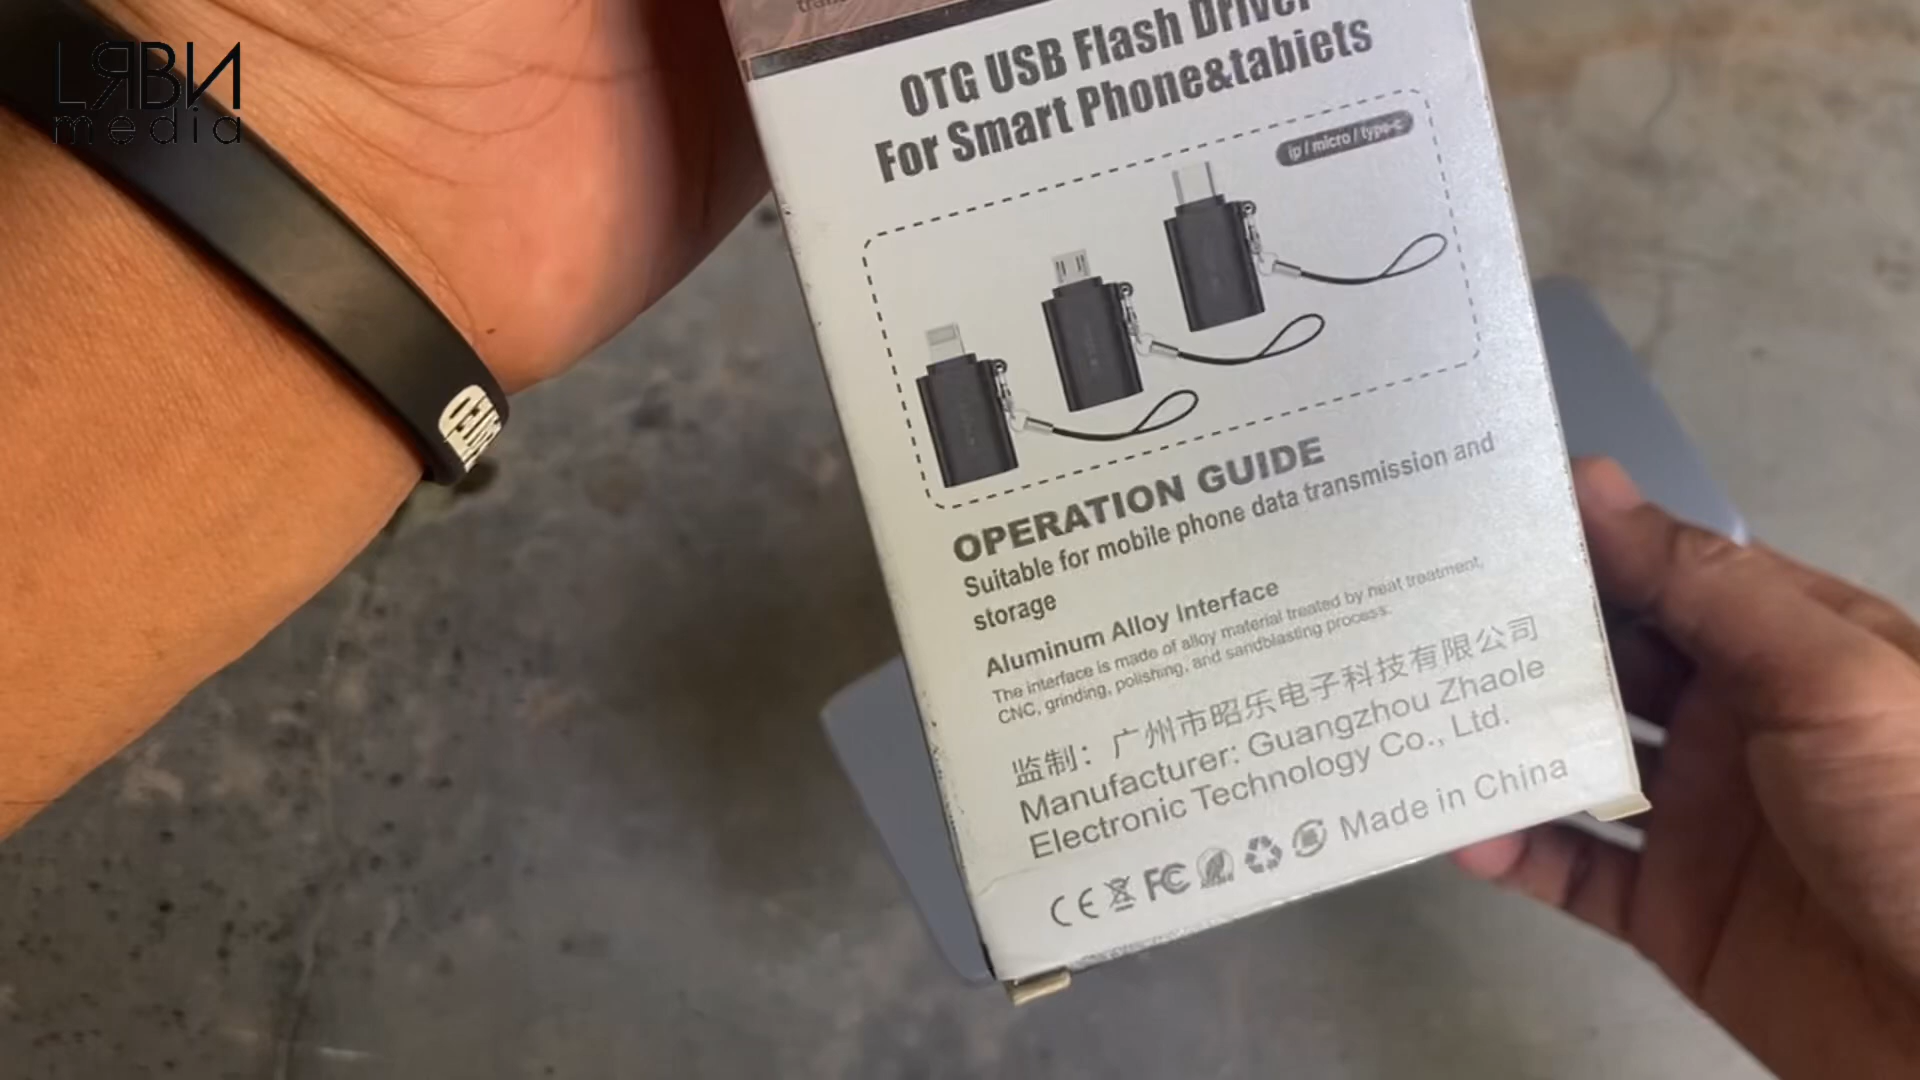 LRBN
media
OTG USB Flash Driver
For Smart Phone&tabiets
ip / micro / type-c
OPERATION GUIDE
Suitable for mobile phone data transmission and
storage
Aluminum Alloy Interface
The interface is made of alloy material treated by heat treatment,
CNC, grinding, polishing, and sandblasting process.
监制：广州市昭乐电子科技有限公司
Manufacturer: Guangzhou Zhaole
Electronic Technology Co., Ltd.
CE FC Made in China